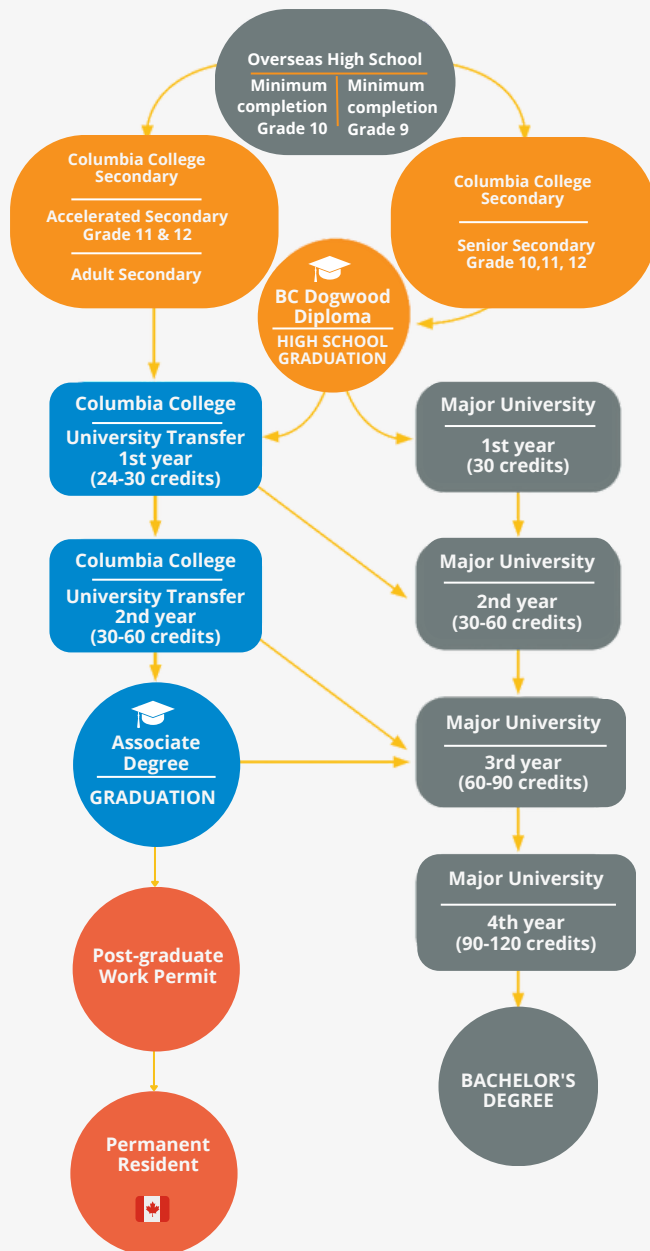 Overseas High School
Minimum
completion
Grade 10
Minimum
completion
Grade 9
Columbia College
Secondary
Accelerated Secondary
Grade 11 & 12
Adult Secondary
Columbia College
Secondary
Senior Secondary
Grade 10,11, 12
BC Dogwood
Diploma
HIGH SCHOOL
GRADUATION
Columbia College
University Transfer
1st year
(24-30 credits)
Major University
1st year
(30 credits)
Columbia College
University Transfer
2nd year
(30-60 credits)
Major University
2nd year
(30-60 credits)
Associate
Degree
GRADUATION
Major University
3rd year
(60-90 credits)
Major University
4th year
(90-120 credits)
Post-graduate
Work Permit
BACHELOR'S
DEGREE
Permanent
Resident